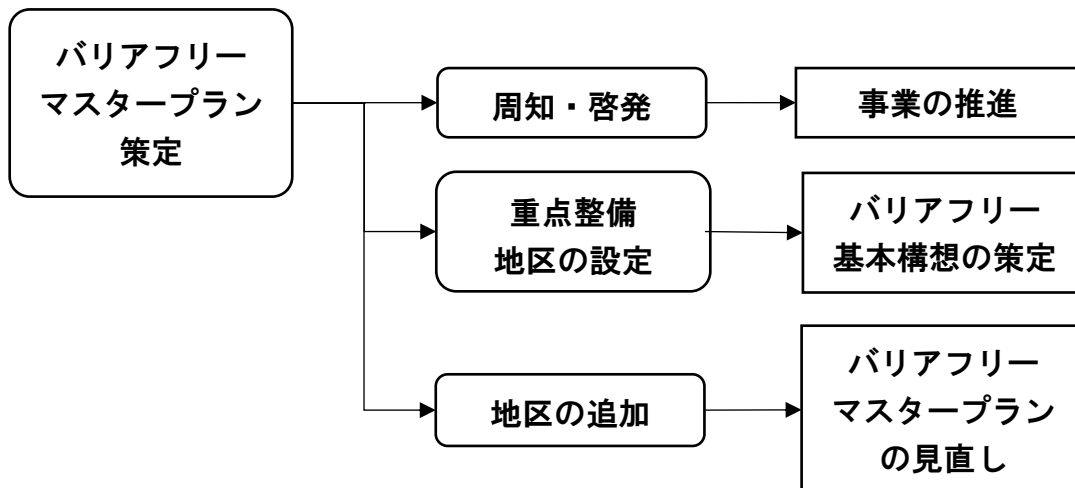 バリアフリー
マスタープラン
策定
周知・啓発
事業の推進
重点整備
地区の設定
バリアフリー
基本構想の策定
地区の追加
バリアフリー
マスタープラン
の見直し